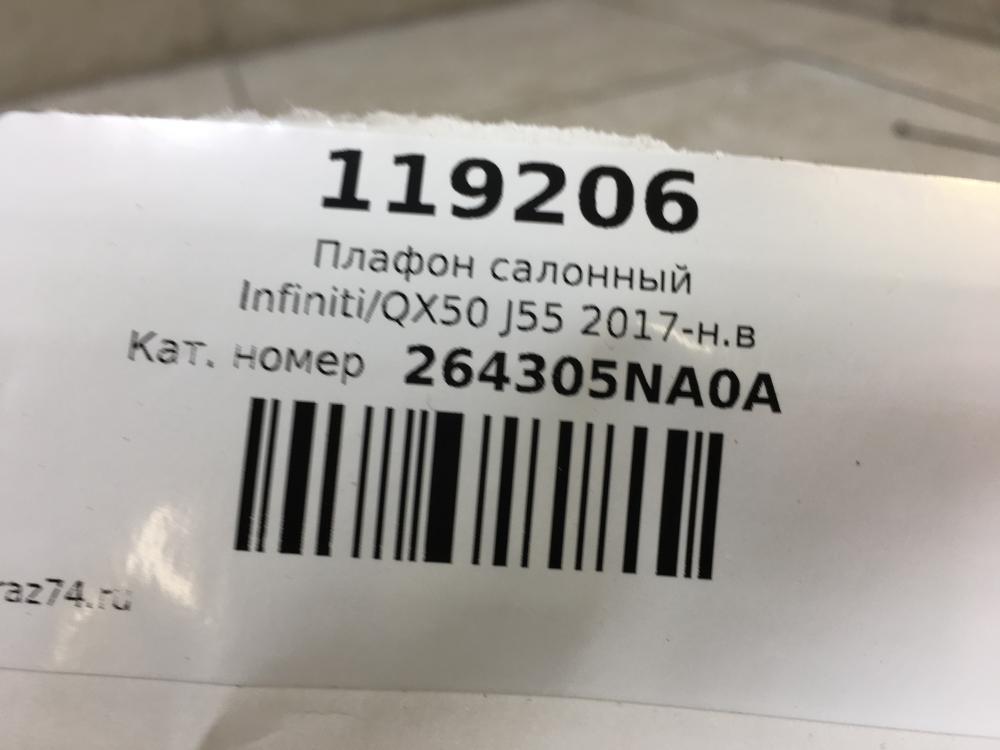 119206
Плафон салонный
Infiniti/QX50 J55 2017-н.в
Кат. номер 264305NA0A
raz74.ru